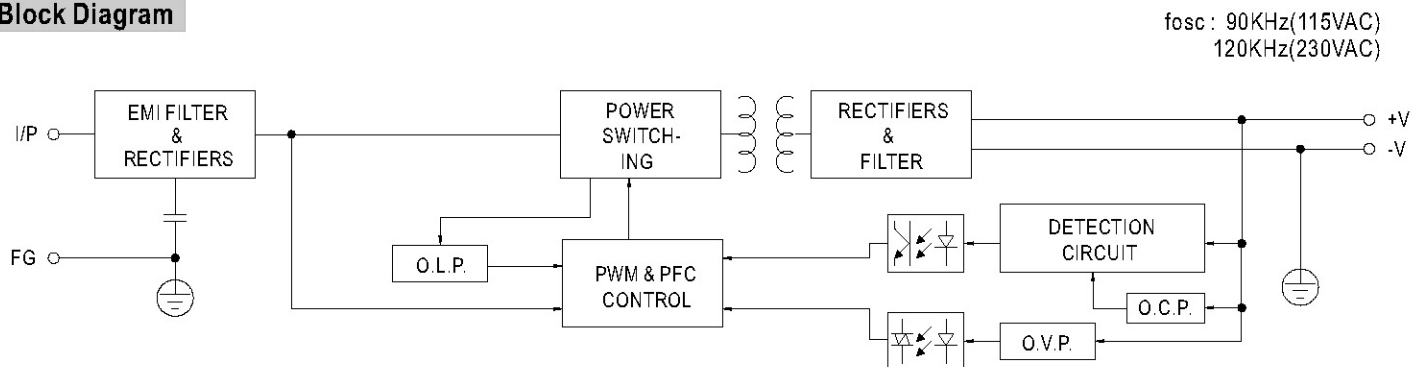 Block Diagram
fosc : 90KHz(115VAC)
120KHz(230VAC)
I/P
EMI FILTER
&
RECTIFIERS
POWER
SWITCH-
ING
RECTIFIERS
&
FILTER
+V
-V
FG
O.L.P.
PWM & PFC
CONTROL
DETECTION
CIRCUIT
O.C.P.
O.V.P.